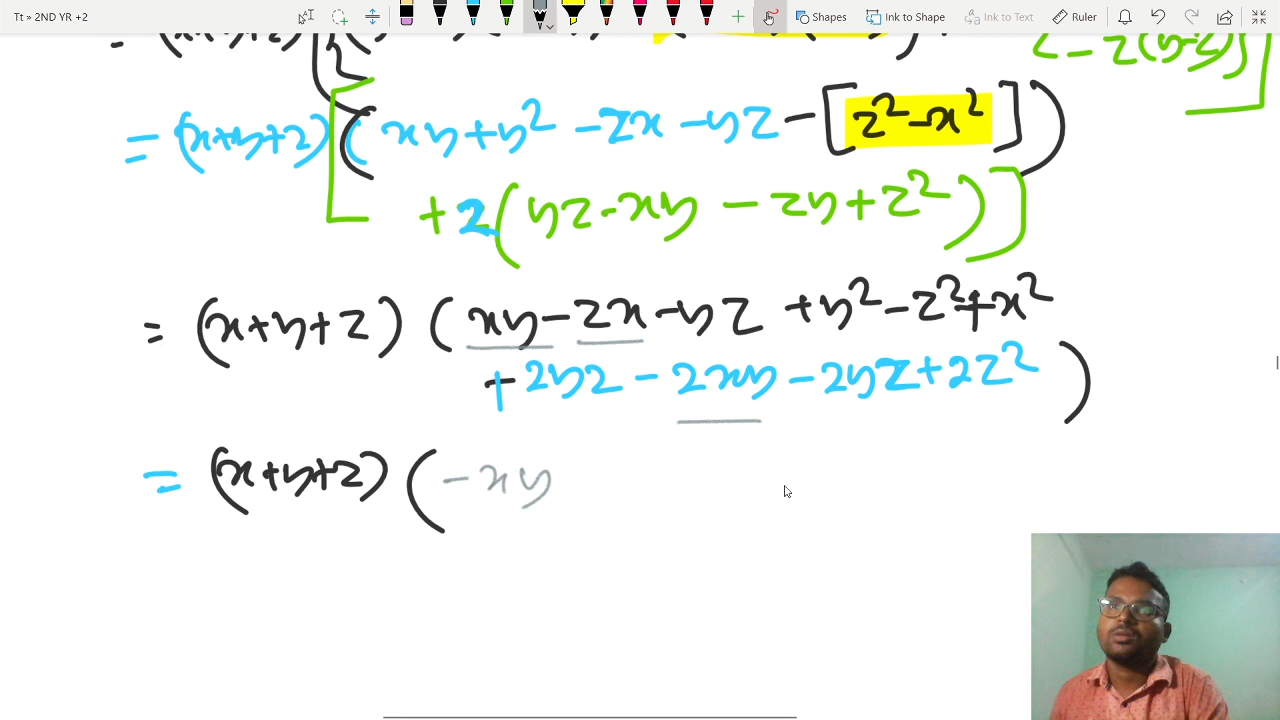 Tt » 2ND YR +2
Shapes Ink to Shape Ink to Text Ruler
z - z(y-z)}]
= (x+y+z) [( xy + y² - zx - yz - [z² - x²] )
+ 2( yz - xy - zy + z² )]
= (x+y+z) ( xy - zx - yz + y² - z² + x²
+ 2yz - 2xy - 2yz + 2z² )
= (x+y+z) ( - xy